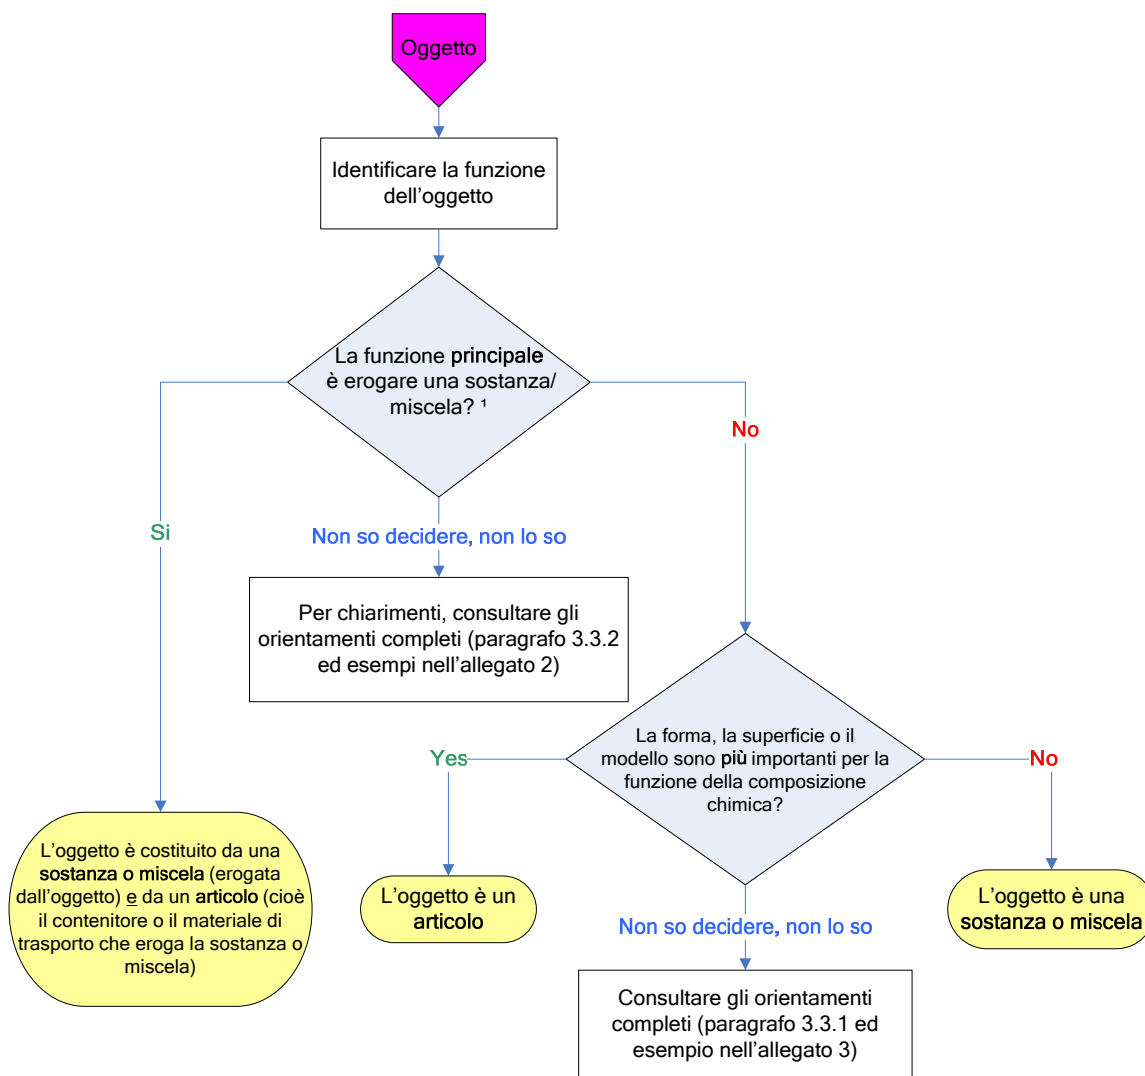 Oggetto
Identificare la funzione
dell'oggetto
La funzione principale
è erogare una sostanza/
miscela? ¹
No
Si
Non so decidere, non lo so
Per chiarimenti, consultare gli
orientamenti completi (paragrafo 3.3.2
ed esempi nell'allegato 2)
La forma, la superficie o il
modello sono più importanti per la
funzione della composizione
chimica?
Yes
No
L'oggetto è costituito da una
sostanza o miscela (erogata
dall'oggetto) e da un articolo (cioè
il contenitore o il materiale di
trasporto che eroga la sostanza o
miscela)
L'oggetto è un
articolo
L'oggetto è una
sostanza o miscela
Non so decidere, non lo so
Consultare gli orientamenti
completi (paragrafo 3.3.1 ed
esempio nell'allegato 3)